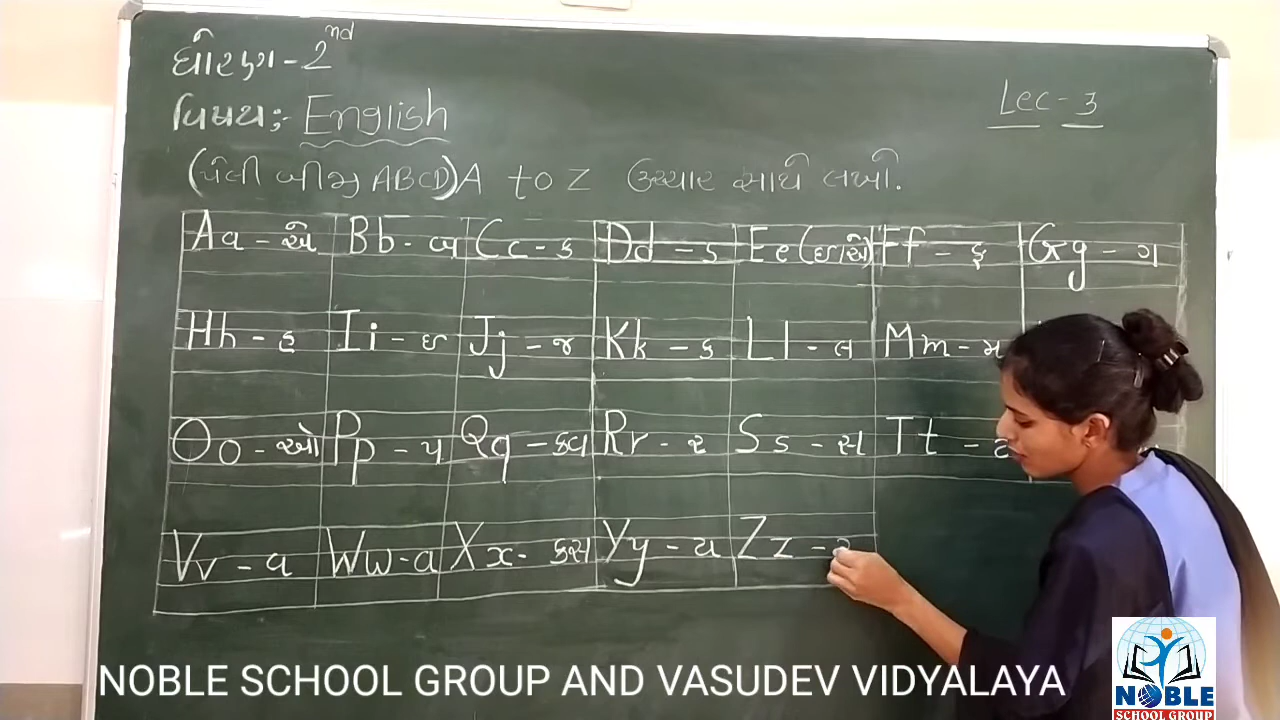 ધોરણ - 2nd
વિષય :- English
Lec - 3
(પેલી બીજી ABCD) A to Z ઉચ્ચાર સાથે લખો.
Aa - એ Bb - બ Cc - ક Dd - ડ Ee (ઇ/એ) Ff - ફ Gg - ગ
Hh - હ Ii - ઇ Jj - જ Kk - ક Ll - લ Mm - મ
Oo - ઓ Pp - પ Qq - કવ Rr - ર Ss - સ Tt - ટ
Vv - વ Ww - વ Xx - કસ Yy - ય Zz -
NOBLE SCHOOL GROUP AND VASUDEV VIDYALAYA
NOBLE
SCHOOL GROUP